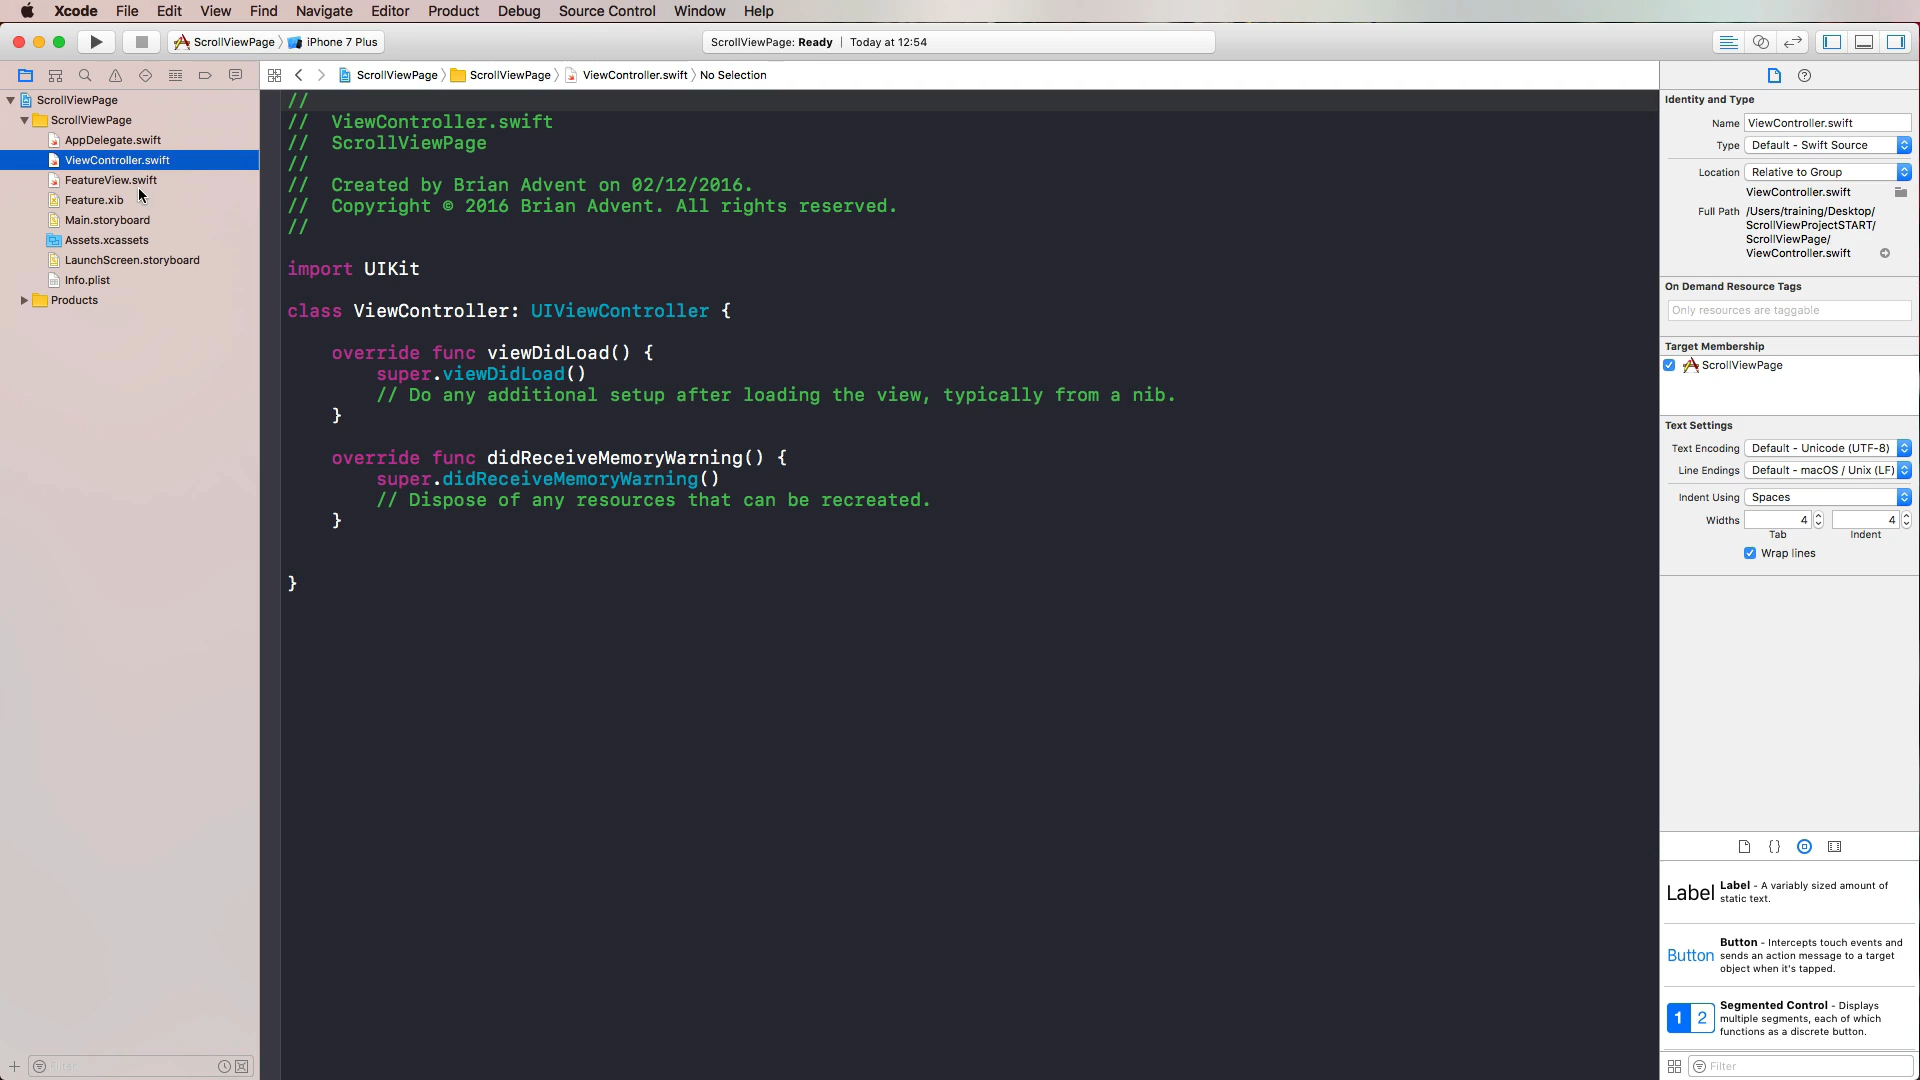 Xcode File Edit View Find Navigate Editor Product Debug Source Control Window Help
ScrollViewPage iPhone 7 Plus
ScrollViewPage: Ready Today at 12:54
ScrollViewPage ScrollViewPage ViewController.swift No Selection
ScrollViewPage
ScrollViewPage
AppDelegate.swift
ViewController.swift
FeatureView.swift
Feature.xib
Main.storyboard
Assets.xcassets
LaunchScreen.storyboard
Info.plist
Products
Filter
//
// ViewController.swift
// ScrollViewPage
//
// Created by Brian Advent on 02/12/2016.
// Copyright © 2016 Brian Advent. All rights reserved.
//
import UIKit
class ViewController: UIViewController {
override func viewDidLoad() {
super.viewDidLoad()
// Do any additional setup after loading the view, typically from a nib.
}
override func didReceiveMemoryWarning() {
super.didReceiveMemoryWarning()
// Dispose of any resources that can be recreated.
}
}
Identity and Type
Name ViewController.swift
Type Default - Swift Source
Location Relative to Group
ViewController.swift
Full Path /Users/training/Desktop/
ScrollViewProjectSTART/
ScrollViewPage/
ViewController.swift
On Demand Resource Tags
Only resources are taggable
Target Membership
ScrollViewPage
Text Settings
Text Encoding Default - Unicode (UTF-8)
Line Endings Default - macOS / Unix (LF)
Indent Using Spaces
Widths 4 4
Tab Indent
Wrap lines
{}
Label Label - A variably sized amount of
static text.
Button - Intercepts touch events and
Button sends an action message to a target
object when it's tapped.
Segmented Control - Displays
1 2 multiple segments, each of which
functions as a discrete button.
Filter